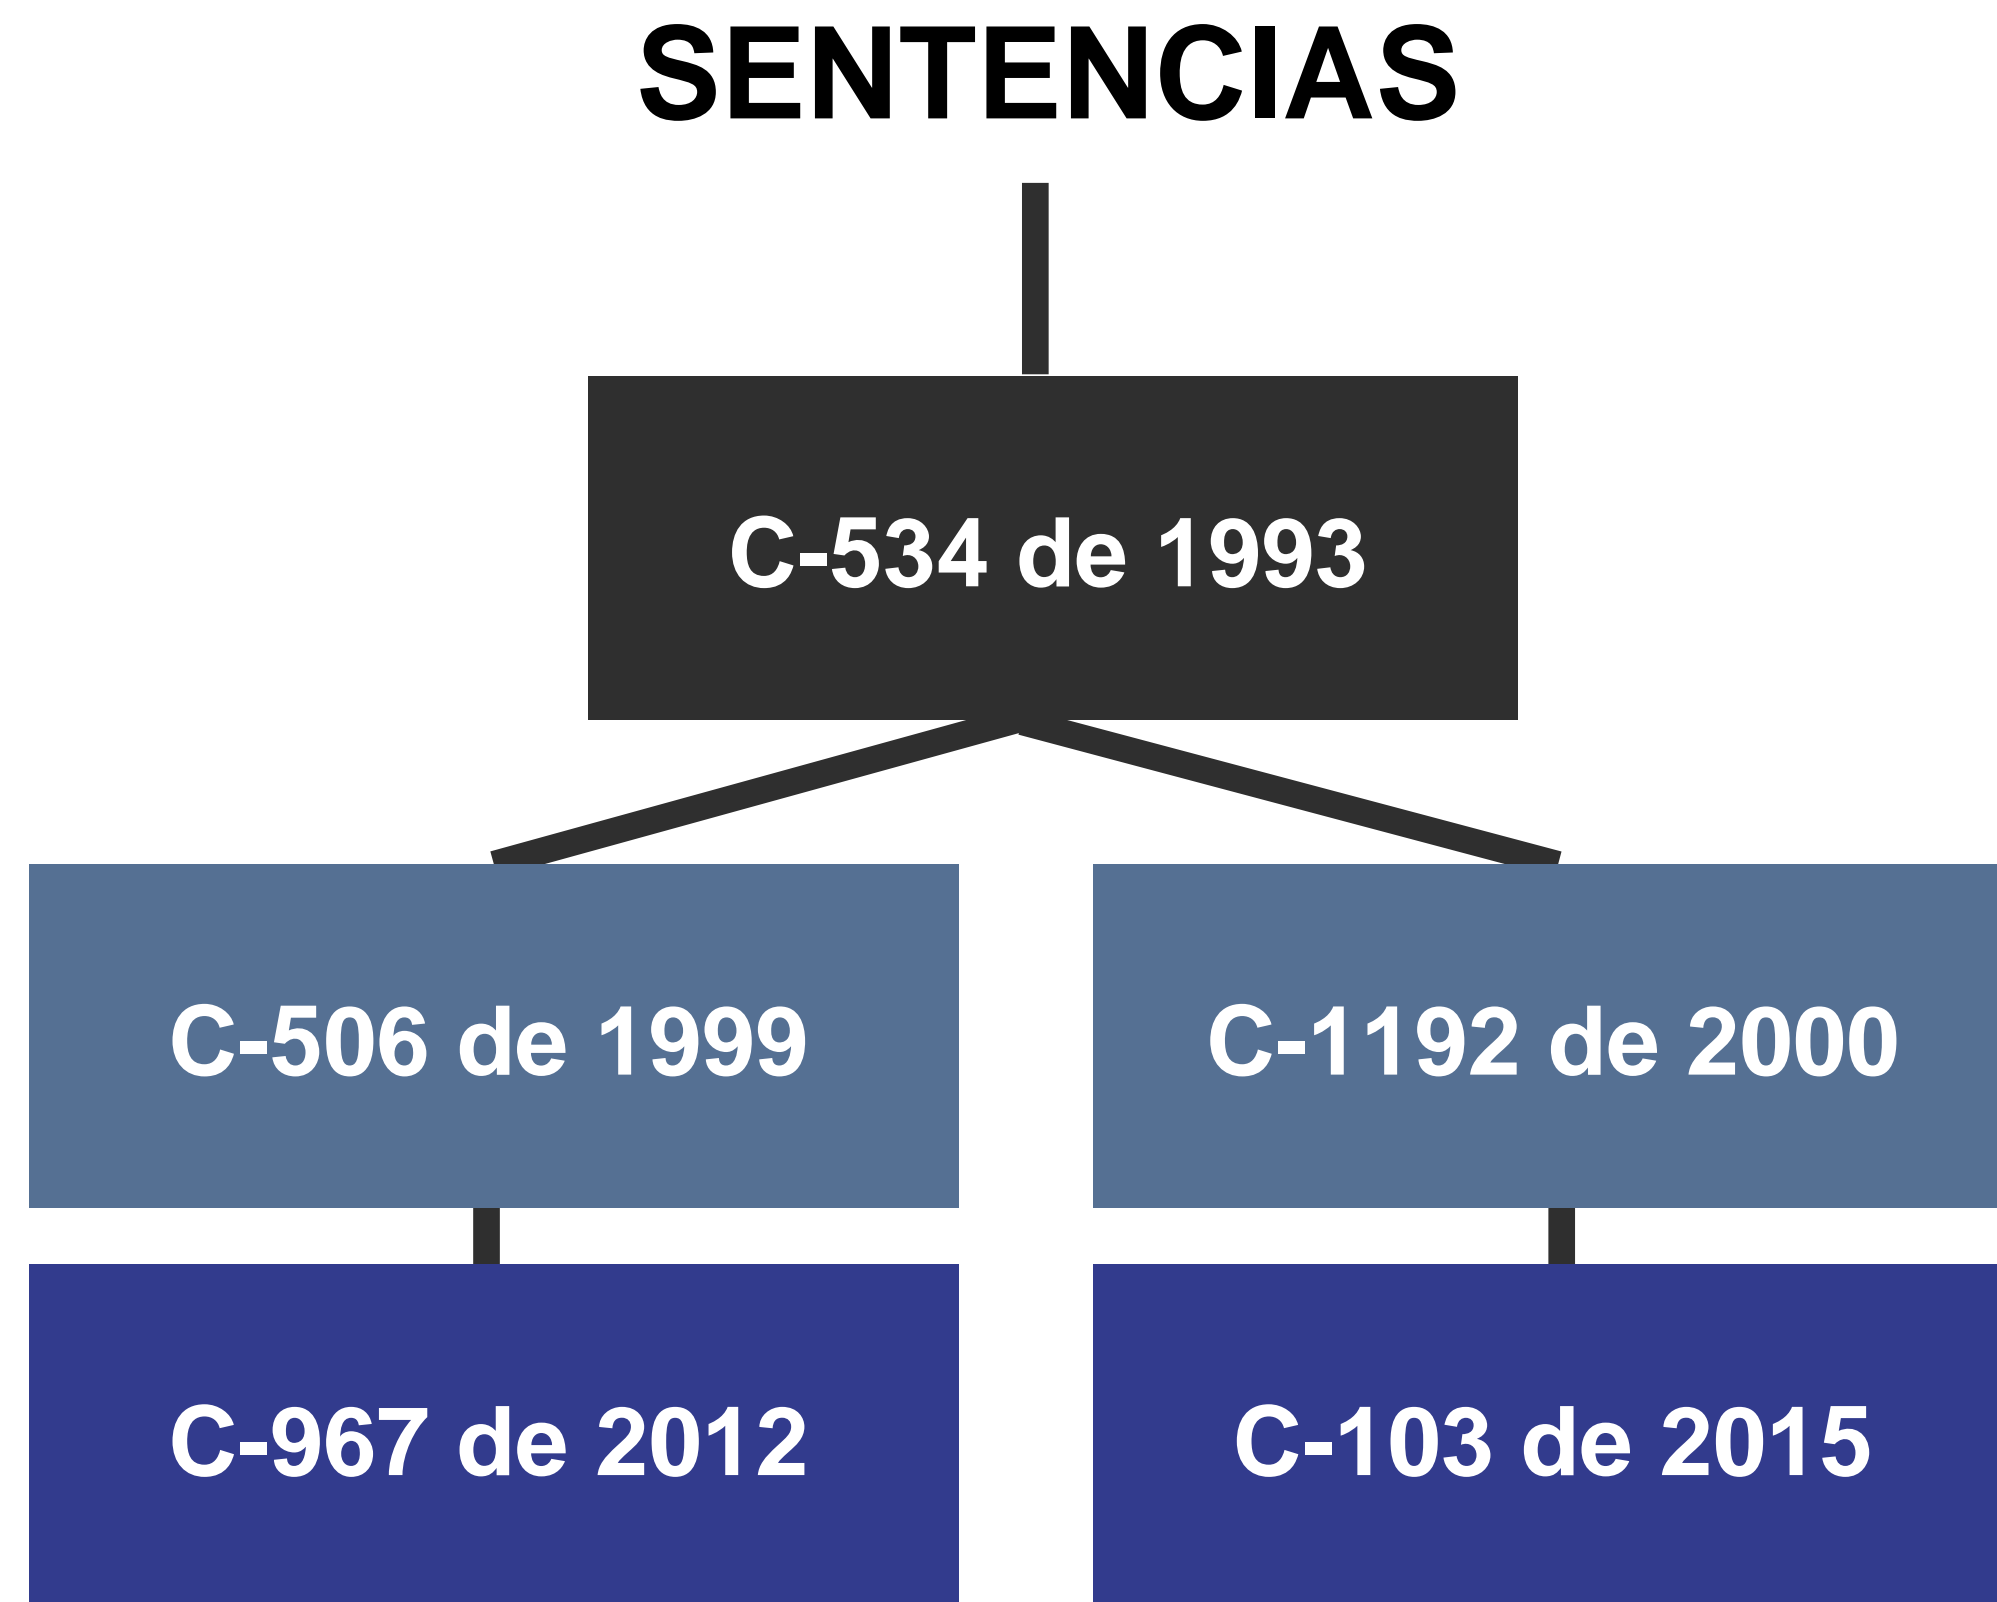 SENTENCIAS
C-534 de 1993
C-506 de 1999
C-1192 de 2000
C-967 de 2012
C-103 de 2015